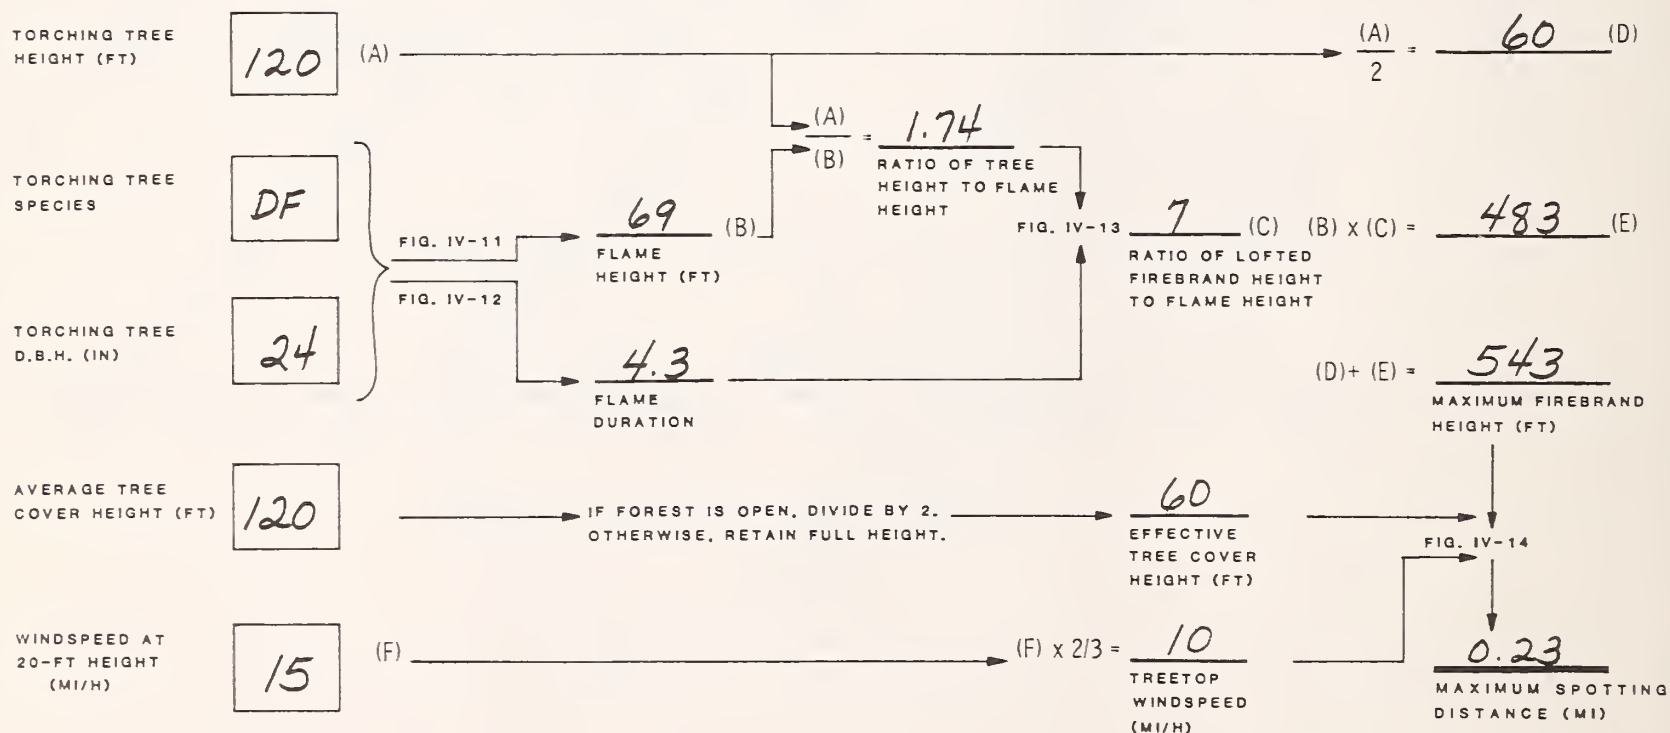 TORCHING TREE
HEIGHT (FT)
120
(A)
(A)
2
=
60
(D)
(A)
(B)
=
1.74
RATIO OF TREE
HEIGHT TO FLAME
HEIGHT
TORCHING TREE
SPECIES
DF
FIG. IV-11
69
(B)
FLAME
HEIGHT (FT)
FIG. IV-13
7
(C)
RATIO OF LOFTED
FIREBRAND HEIGHT
TO FLAME HEIGHT
(B) x (C) =
483
(E)
FIG. IV-12
TORCHING TREE
D.B.H. (IN)
24
4.3
FLAME
DURATION
(D)+ (E) =
543
MAXIMUM FIREBRAND
HEIGHT (FT)
AVERAGE TREE
COVER HEIGHT (FT)
120
IF FOREST IS OPEN, DIVIDE BY 2.
OTHERWISE, RETAIN FULL HEIGHT.
60
EFFECTIVE
TREE COVER
HEIGHT (FT)
FIG. IV-14
WINDSPEED AT
20-FT HEIGHT
(MI/H)
15
(F)
(F) x 2/3 =
10
TREETOP
WINDSPEED
(MI/H)
0.23
MAXIMUM SPOTTING
DISTANCE (MI)